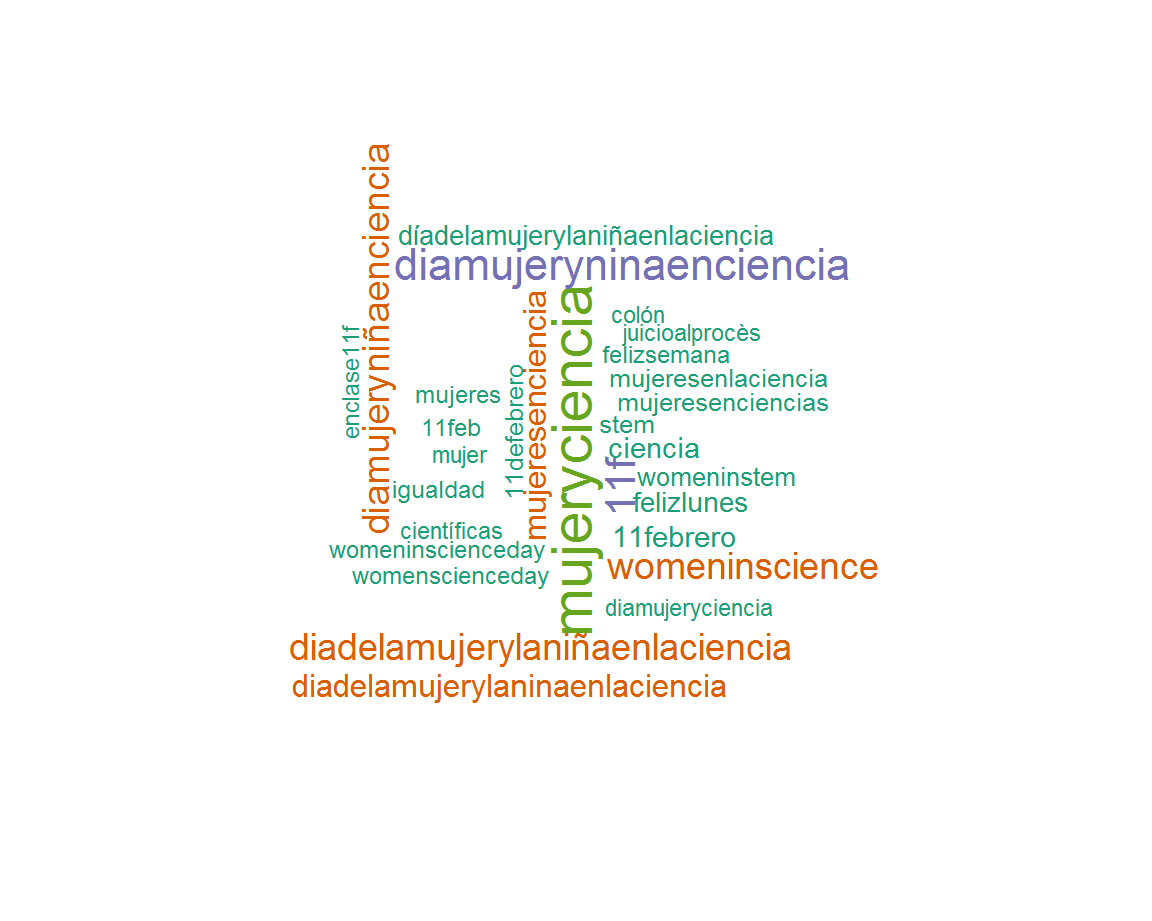 diamujeryniñaenciencia
díadelamujerylaniñaenlaciencia
diamujeryninaenciencia
mujeryciencia
mujeresenciencia
colón
juicioalprocès
enclase11f
felizsemana
11defebrero
mujeresenlaciencia
mujeres
mujeresenciencias
11feb
stem
mujer
ciencia
11f
womeninstem
igualdad
felizlunes
científicas
11febrero
womeninscienceday
womeninscience
womenscienceday
diamujeryciencia
diadelamujerylaniñaenlaciencia
diadelamujerylaninaenlaciencia